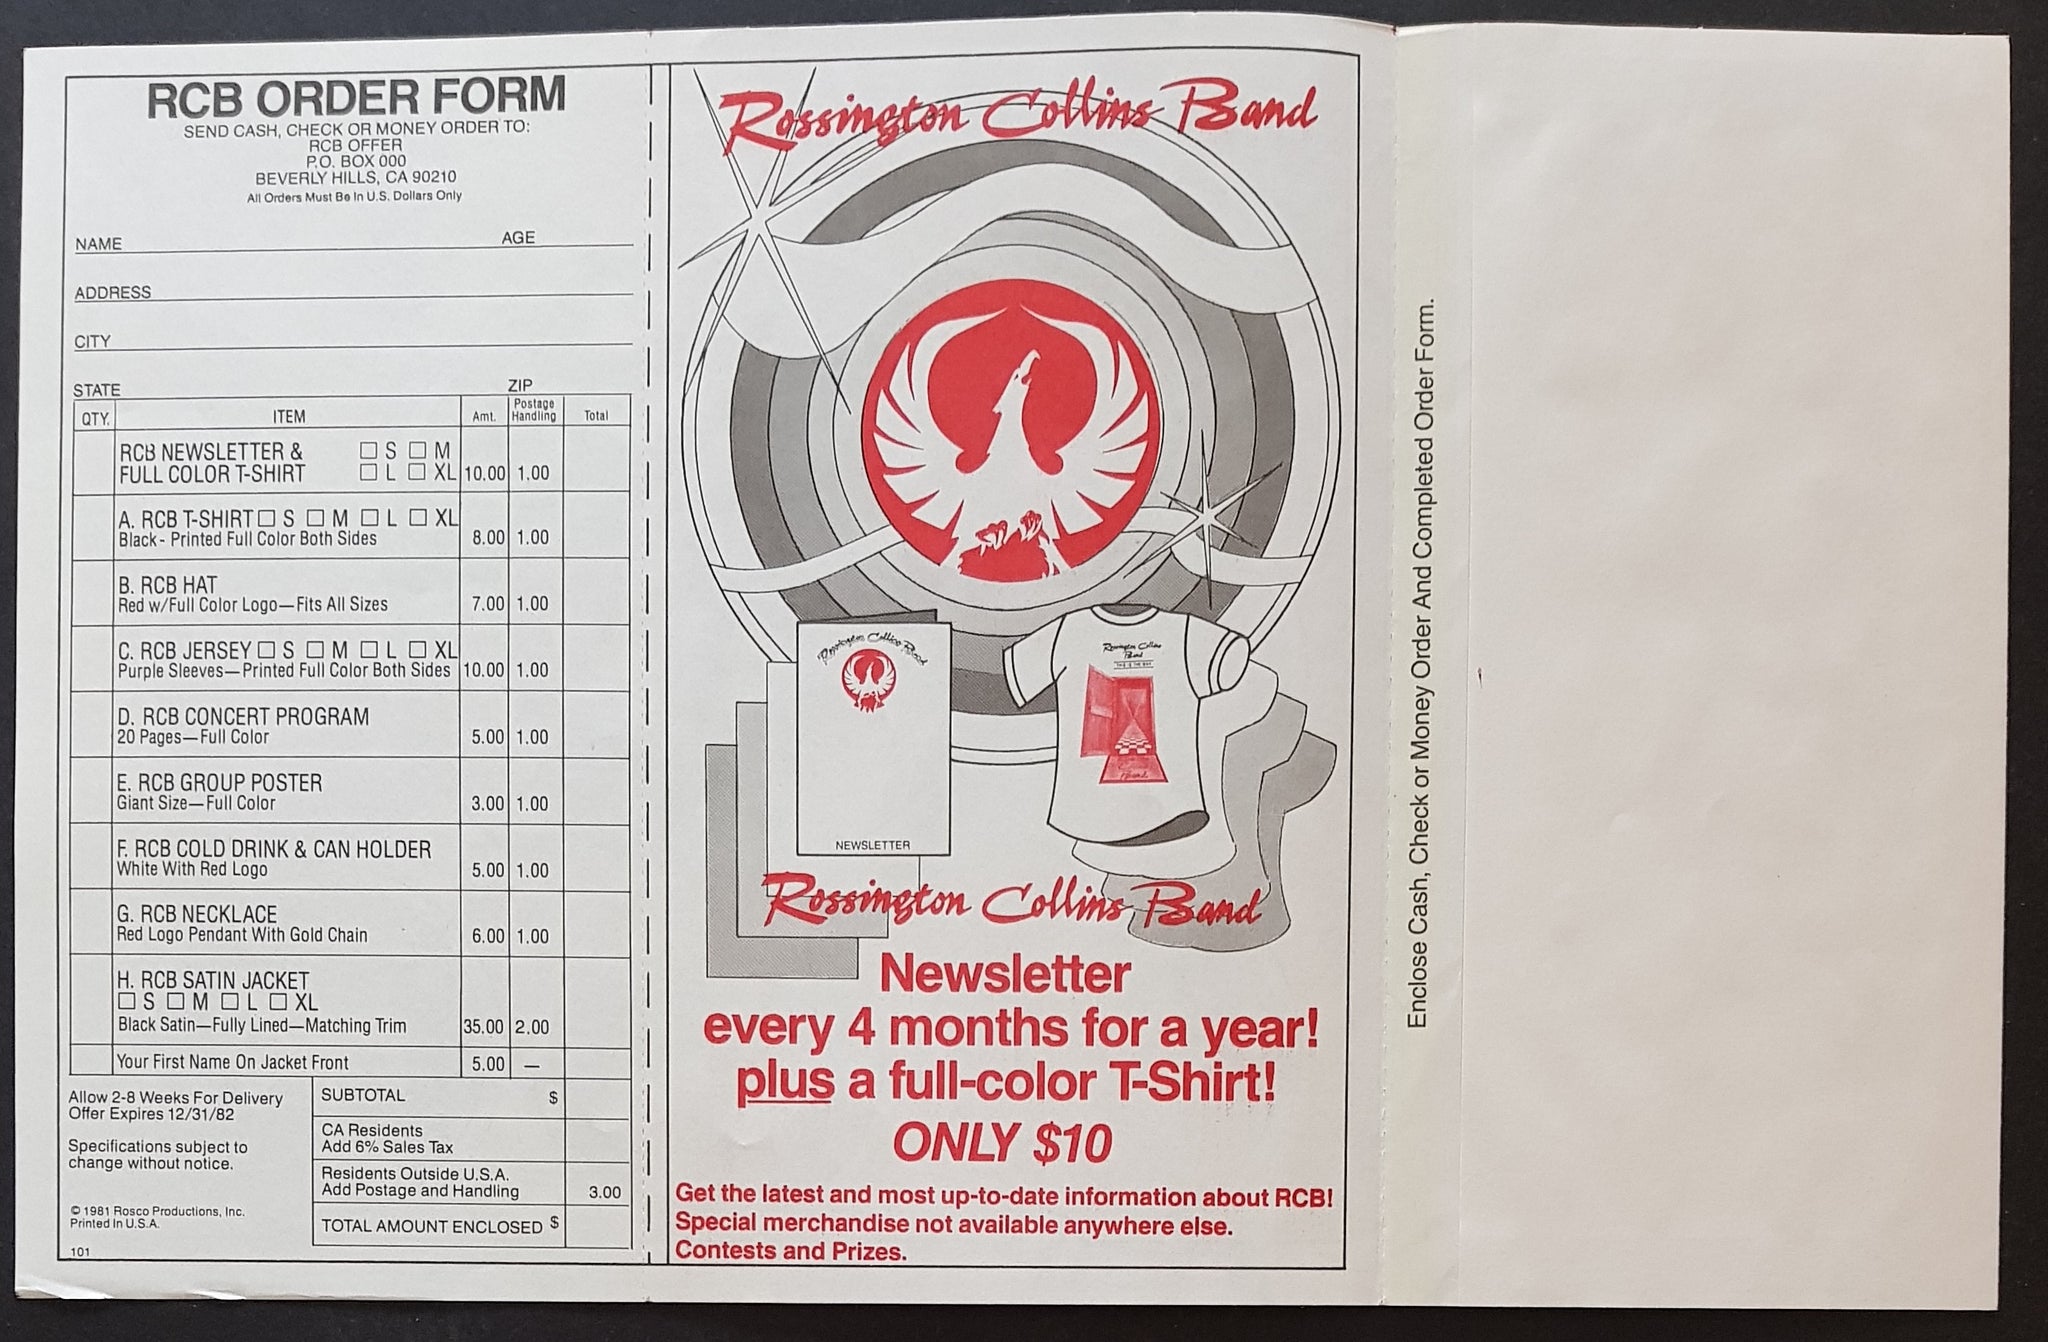 RCB ORDER FORM
SEND CASH, CHECK OR MONEY ORDER TO:
RCB OFFER
P.O. BOX 000
BEVERLY HILLS, CA 90210
All Orders Must Be In U.S. Dollars Only
NAME AGE
ADDRESS
CITY
STATE ZIP
QTY. ITEM Amt. Postage Handling Total
RCB NEWSLETTER & ☐ S ☐ M
FULL COLOR T-SHIRT ☐ L ☐ XL 10.00 1.00
A. RCB T-SHIRT ☐ S ☐ M ☐ L ☐ XL
Black - Printed Full Color Both Sides 8.00 1.00
B. RCB HAT
Red w/Full Color Logo—Fits All Sizes 7.00 1.00
C. RCB JERSEY ☐ S ☐ M ☐ L ☐ XL
Purple Sleeves—Printed Full Color Both Sides 10.00 1.00
D. RCB CONCERT PROGRAM
20 Pages—Full Color 5.00 1.00
E. RCB GROUP POSTER
Giant Size—Full Color 3.00 1.00
F. RCB COLD DRINK & CAN HOLDER
White With Red Logo 5.00 1.00
G. RCB NECKLACE
Red Logo Pendant With Gold Chain 6.00 1.00
H. RCB SATIN JACKET
☐ S ☐ M ☐ L ☐ XL
Black Satin—Fully Lined—Matching Trim 35.00 2.00
Your First Name On Jacket Front 5.00 —
Allow 2-8 Weeks For Delivery
Offer Expires 12/31/82
Specifications subject to
change without notice.
© 1981 Rosco Productions, Inc.
Printed In U.S.A.
101
SUBTOTAL $
CA Residents
Add 6% Sales Tax
Residents Outside U.S.A.
Add Postage and Handling 3.00
TOTAL AMOUNT ENCLOSED $
Rossington Collins Band
Rossington Collins Band
NEWSLETTER
Rossington Collins
Band
THIS IS THE WAY
Band
Rossington Collins Band
Newsletter
every 4 months for a year!
plus a full-color T-Shirt!
ONLY $10
Get the latest and most up-to-date information about RCB!
Special merchandise not available anywhere else.
Contests and Prizes.
Enclose Cash, Check or Money Order And Completed Order Form.